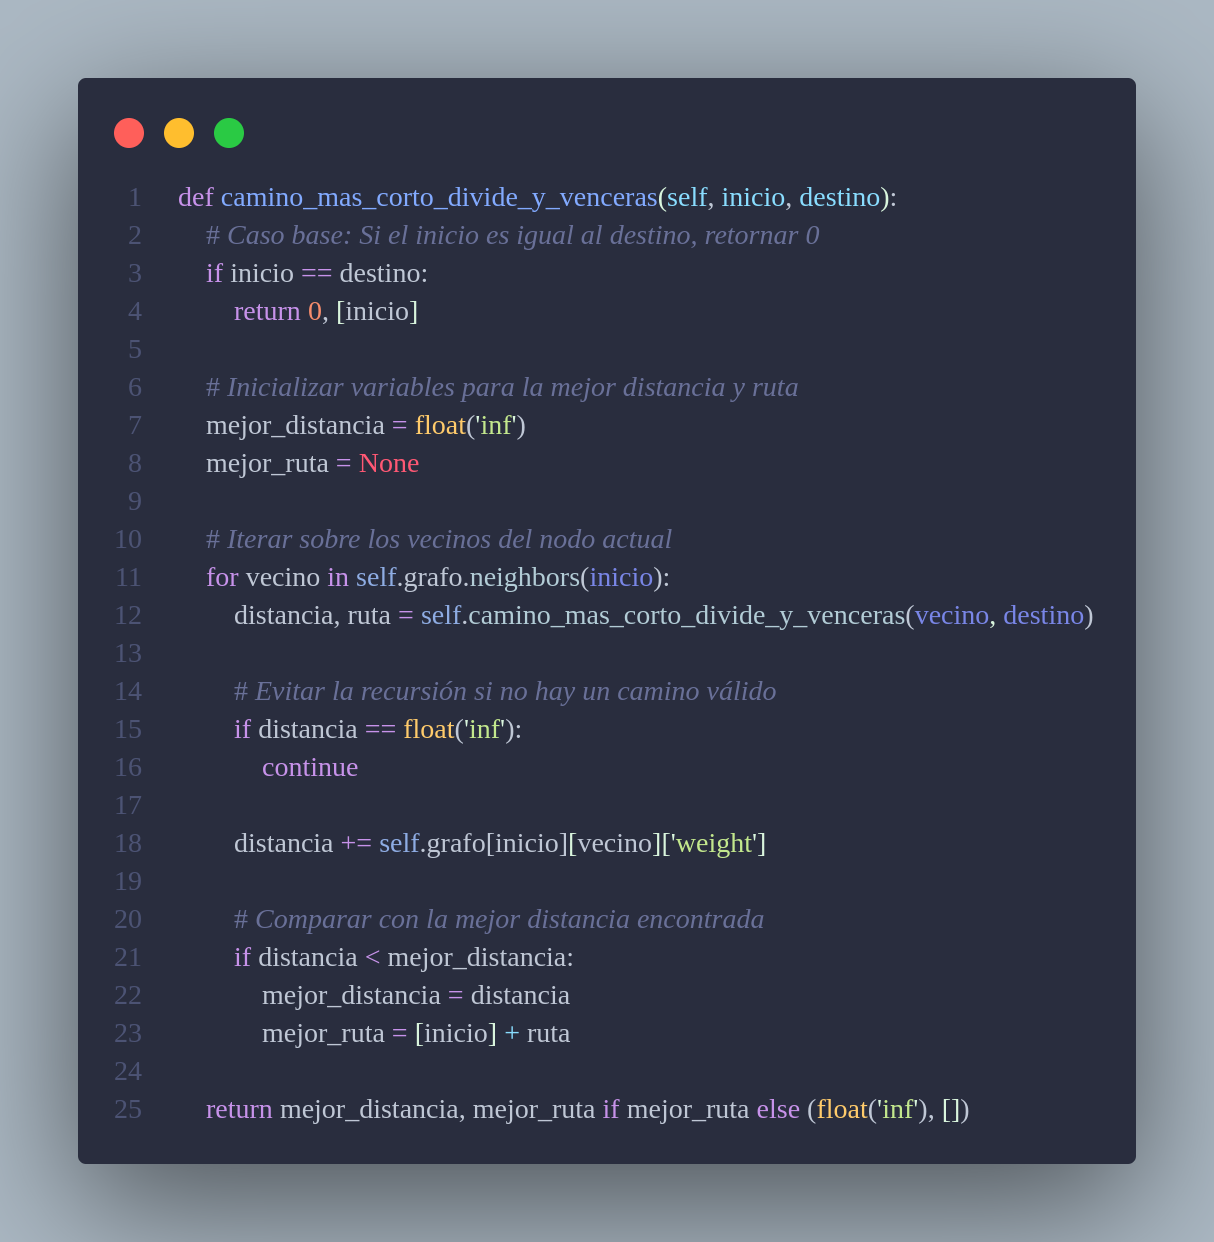 1 def camino_mas_corto_divide_y_venceras(self, inicio, destino):
2     # Caso base: Si el inicio es igual al destino, retornar 0
3     if inicio == destino:
4         return 0, [inicio]
5
6     # Inicializar variables para la mejor distancia y ruta
7     mejor_distancia = float('inf')
8     mejor_ruta = None
9
10     # Iterar sobre los vecinos del nodo actual
11     for vecino in self.grafo.neighbors(inicio):
12         distancia, ruta = self.camino_mas_corto_divide_y_venceras(vecino, destino)
13
14         # Evitar la recursión si no hay un camino válido
15         if distancia == float('inf'):
16             continue
17
18         distancia += self.grafo[inicio][vecino]['weight']
19
20         # Comparar con la mejor distancia encontrada
21         if distancia < mejor_distancia:
22             mejor_distancia = distancia
23             mejor_ruta = [inicio] + ruta
24
25     return mejor_distancia, mejor_ruta if mejor_ruta else (float('inf'), [])